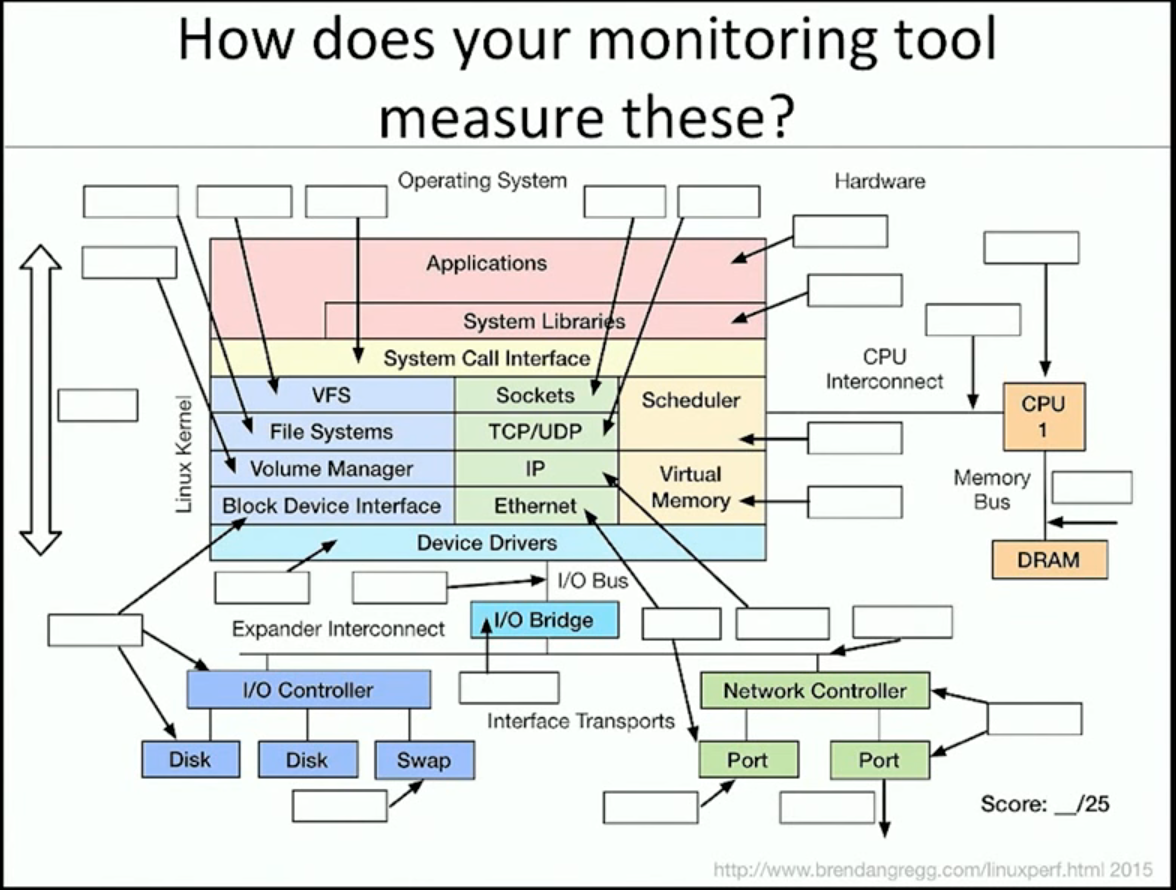 How does your monitoring tool
measure these?
Operating System
Hardware
Applications
System Libraries
System Call Interface
CPU
Interconnect
Linux Kernel
VFS
Sockets
Scheduler
File Systems
TCP/UDP
Volume Manager
IP
Virtual
Memory
Block Device Interface
Ethernet
Device Drivers
CPU
1
Memory
Bus
DRAM
I/O Bus
I/O Bridge
Expander Interconnect
I/O Controller
Network Controller
Interface Transports
Disk
Disk
Swap
Port
Port
Score: __/25
http://www.brendangregg.com/linuxperf.html 2015